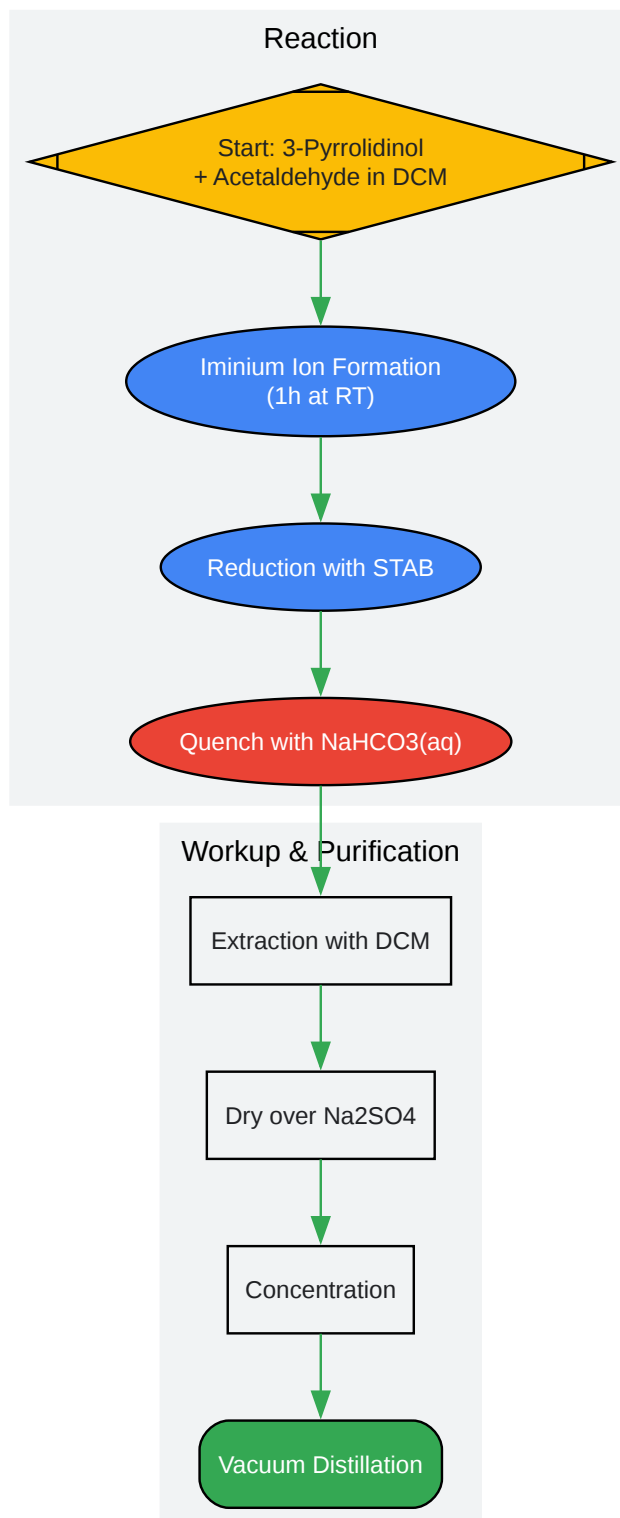 Reaction
Start: 3-Pyrrolidinol
+ Acetaldehyde in DCM
Iminium Ion Formation
(1h at RT)
Reduction with STAB
Quench with NaHCO3(aq)
Workup & Purification
Extraction with DCM
Dry over Na2SO4
Concentration
Vacuum Distillation